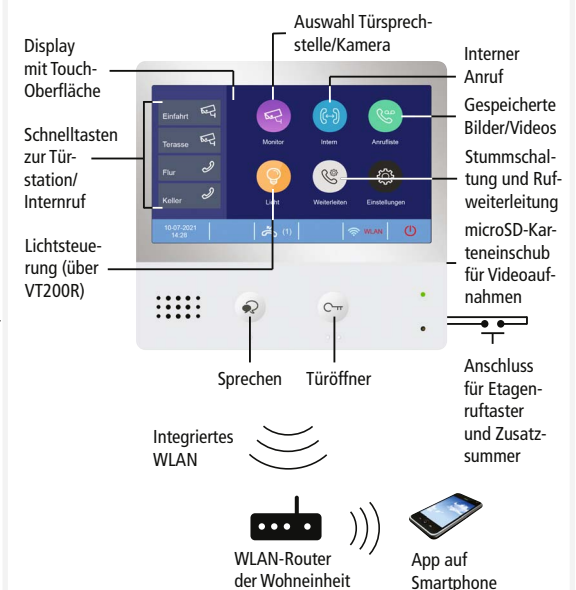 Auswahl Türsprech-
stelle/Kamera
Display
mit Touch-
Oberfläche
Interner
Anruf
Gespeicherte
Bilder/Videos
Schnelltasten
zur Tür-
station/
Internruf
Stummschal-
tung und Ruf-
weiterleitung
Lichtsteue-
rung (über
VT200R)
microSD-Kar-
teneinschub
für Videoauf-
nahmen
Einfahrt
Terasse
Flur
Keller
Monitor
Intern
Anrufliste
Licht
Weiterleiten
Einstellungen
10-07-2021
14:28
(1)
WLAN
Sprechen
Türöffner
Anschluss
für Etagen-
ruftaster
und Zusatz-
summer
Integriertes
WLAN
WLAN-Router
der Wohneinheit
App auf
Smartphone